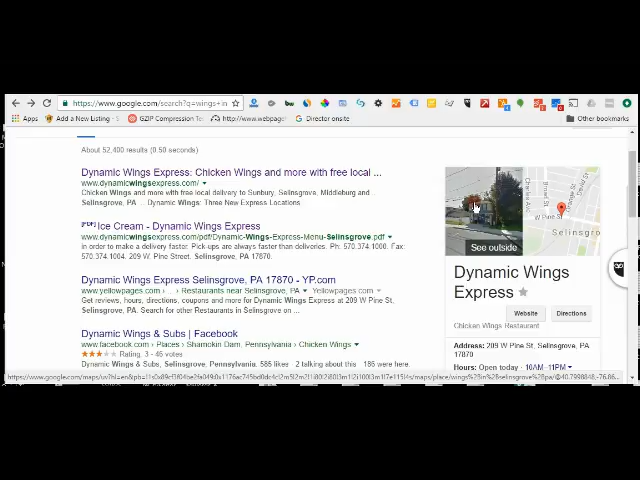 https://www.google.com/search?q=wings+in
Apps Add a New Listing - S GZIP Compression Te http://www.webpage Director onsite Other bookmarks
About 52,400 results (0.50 seconds)
Dynamic Wings Express: Chicken Wings and more with free local ...
www.dynamicwingsexpress.com/
Chicken Wings and more with free local delivery to Sunbury, Selinsgrove, Middleburg and
Selinsgrove, PA. Dynamic Wings: Three New Express Locations
[PDF] Ice Cream - Dynamic Wings Express
www.dynamicwingsexpress.com/pdf/Dynamic-Wings-Express-Menu-Selinsgrove.pdf
in order to make a delivery faster. Pick-ups are always faster than deliveries. Ph: 570.374.1000. Fax:
570.374.1004. 209 W. Pine Street. Selinsgrove, PA 17870.
Dynamic Wings Express Selinsgrove, PA 17870 - YP.com
www.yellowpages.com › ... › Restaurants near Selinsgrove, PA Yellowpages.com
Get reviews, hours, directions, coupons and more for Dynamic Wings Express at 209 W Pine St,
Selinsgrove, PA. Search for other Restaurants in Selinsgrove on ...
Dynamic Wings & Subs | Facebook
www.facebook.com › Places › Shamokin Dam, Pennsylvania › Chicken Wings
Rating: 3 - 46 votes
Dynamic Wings & Subs, Selinsgrove, Pennsylvania. 585 likes · 2 talking about this · 186 were here.
See outside
W Pine St
Broad St
Selinsgro
Dynamic Wings
Express
Website Directions
Chicken Wings Restaurant
Address: 209 W Pine St, Selinsgrove, PA
17870
Hours: Open today · 10AM–11PM